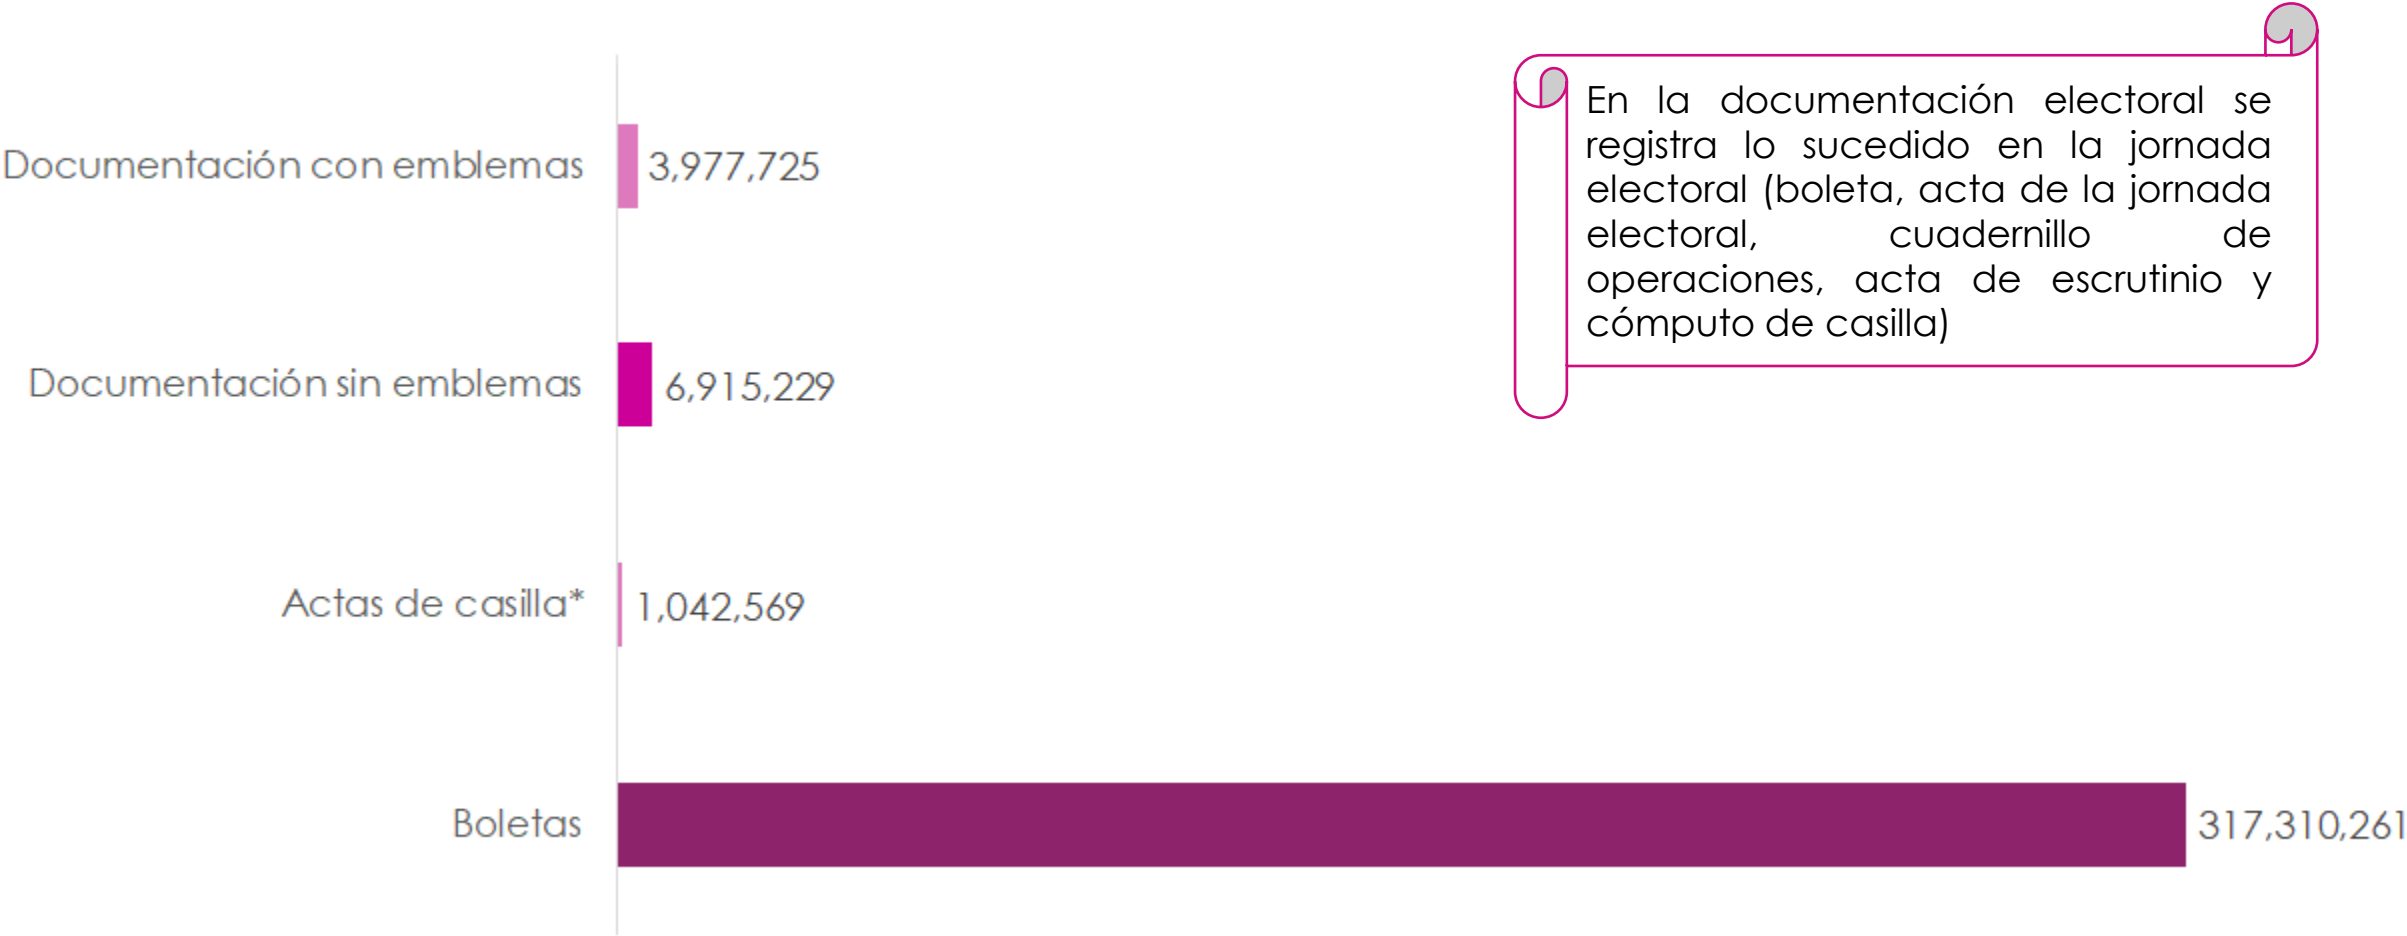 En la documentación electoral se
registra lo sucedido en la jornada
electoral (boleta, acta de la jornada
electoral, cuadernillo de
operaciones, acta de escrutinio y
cómputo de casilla)
Documentación con emblemas 3,977,725
Documentación sin emblemas 6,915,229
Actas de casilla* 1,042,569
Boletas 317,310,261